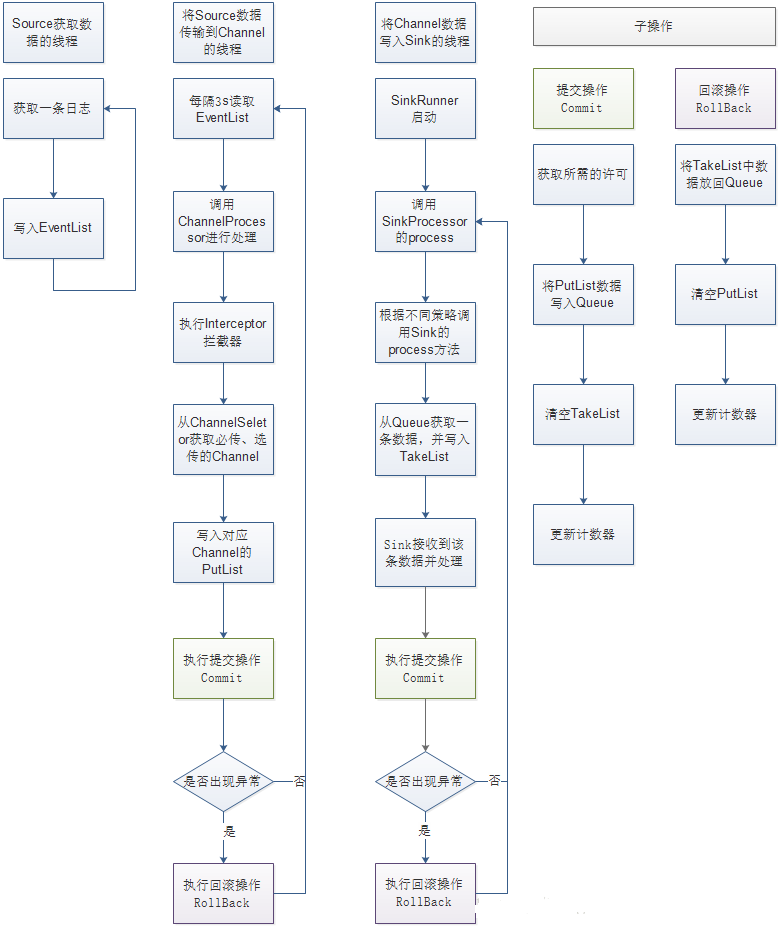 Source获取数
据的线程
获取一条日志
写入EventList
将Source数据
传输到Channel
的线程
每隔3s读取
EventList
调用
ChannelProces
sor进行处理
执行Interceptor
拦截器
从ChannelSelet
or获取必传、选
传的Channel
写入对应
Channel的
PutList
执行提交操作
Commit
是否出现异常
否
是
执行回滚操作
RollBack
将Channel数据
写入Sink的线程
SinkRunner
启动
调用
SinkProcessor
的process
根据不同策略调
用Sink的
process方法
从Queue获取一
条数据，并写入
TakeList
Sink接收到该
条数据并处理
执行提交操作
Commit
是否出现异常
否
是
执行回滚操作
RollBack
子操作
提交操作
Commit
获取所需的许可
将PutList数据
写入Queue
清空TakeList
更新计数器
回滚操作
RollBack
将TakeList中数
据放回Queue
清空PutList
更新计数器